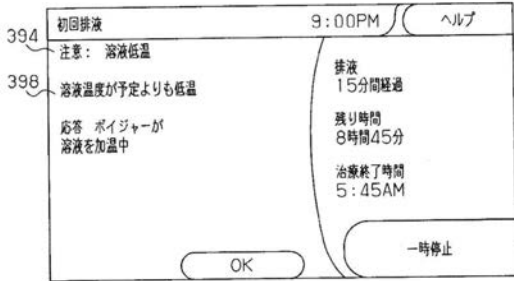 初回排液
9:00PM
ヘルプ
394
注意： 溶液低温
398
溶液温度が予定よりも低温
応答 ボイジャーが
溶液を加温中
OK
排液
15分間経過
残り時間
8時間45分
治療終了時間
5:45AM
一時停止